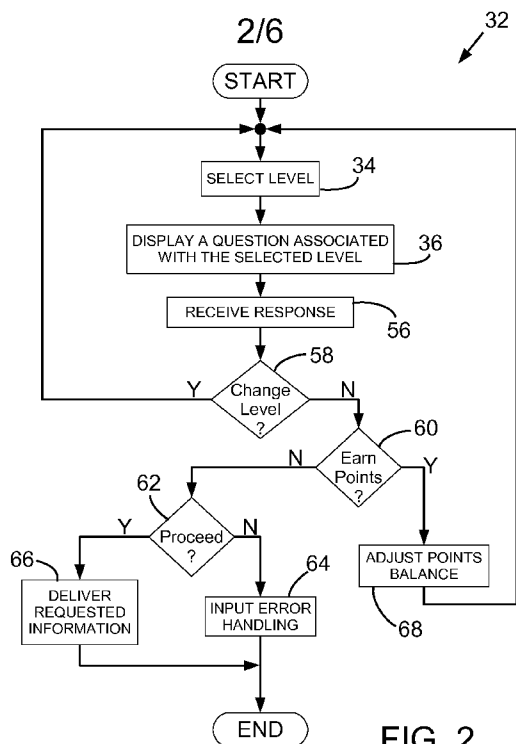 2/6
32
START
SELECT LEVEL
34
DISPLAY A QUESTION ASSOCIATED
WITH THE SELECTED LEVEL
36
RECEIVE RESPONSE
56
58
Y
Change
Level
?
N
60
N
Earn
Points
?
Y
62
Y
Proceed
?
N
66
DELIVER
REQUESTED
INFORMATION
64
INPUT ERROR
HANDLING
ADJUST POINTS
BALANCE
68
END
FIG. 2